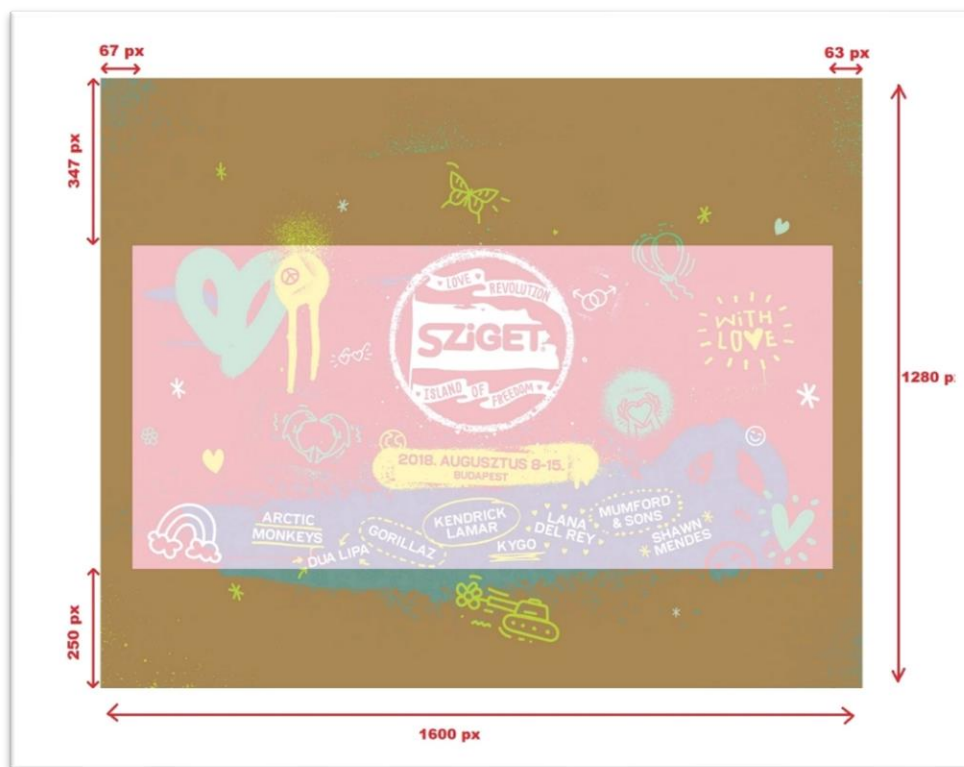 67 px
63 px
347 px
LOVE REVOLUTION
SZiGET
ISLAND OF FREEDOM
WiTH
LOVE
1280 p
2018. AUGUSZTUS 8-15.
BUDAPEST
ARCTIC
MONKEYS
DUA LIPA
GORILLAZ
KENDRICK
LAMAR
KYGO
LANA
DEL REY
MUMFORD
& SONS
SHAWN
MENDES
250 px
1600 px